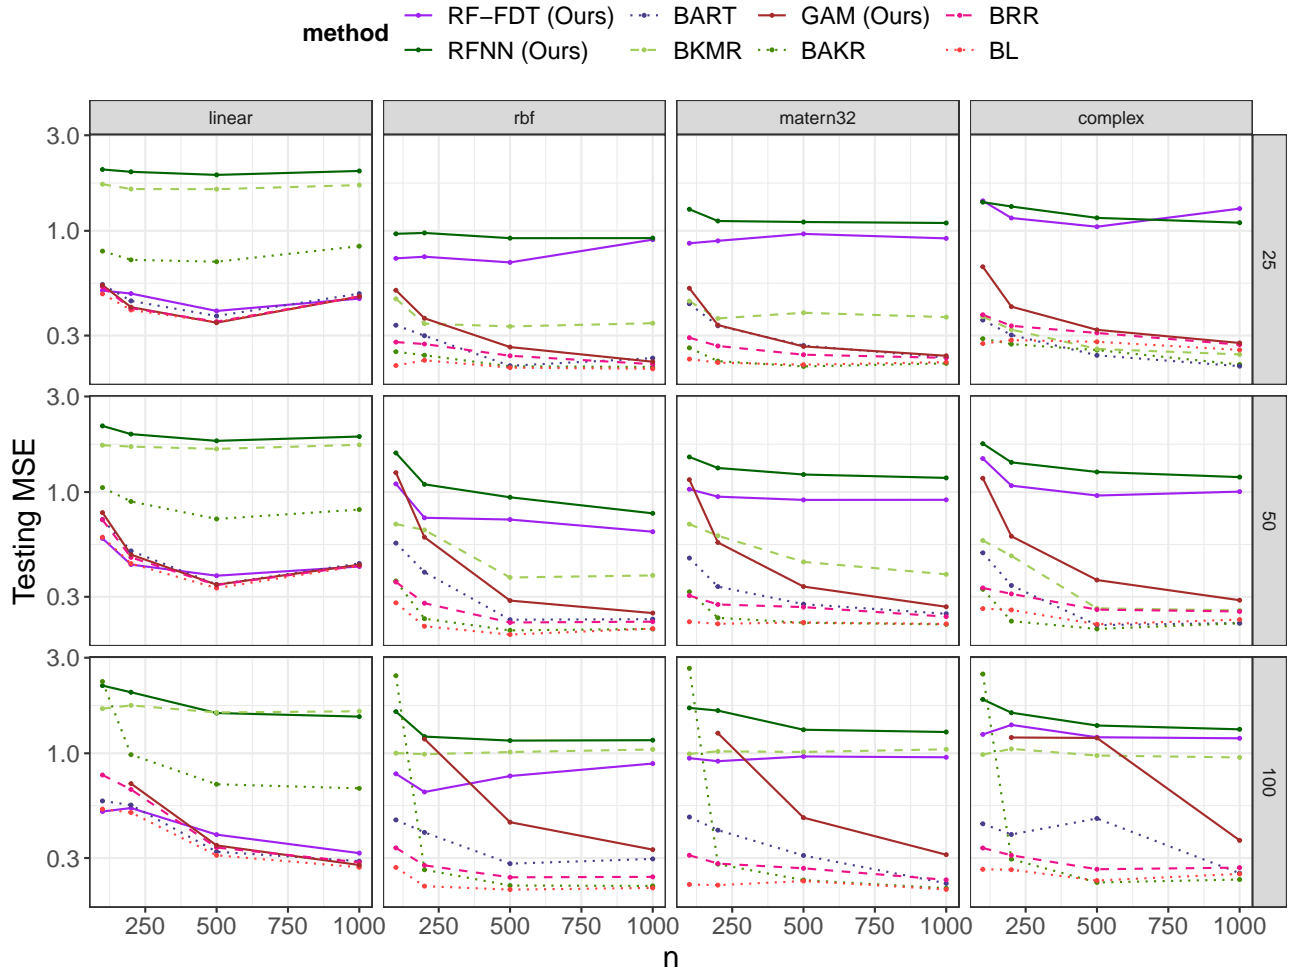 method
RF−FDT (Ours) BART GAM (Ours) BRR
RFNN (Ours) BKMR BAKR BL
linear rbf matern32 complex
3.0
1.0
0.3
25
3.0
1.0
0.3
50
3.0
1.0
0.3
100
Testing MSE
250 500 750 1000 250 500 750 1000 250 500 750 1000 250 500 750 1000
n